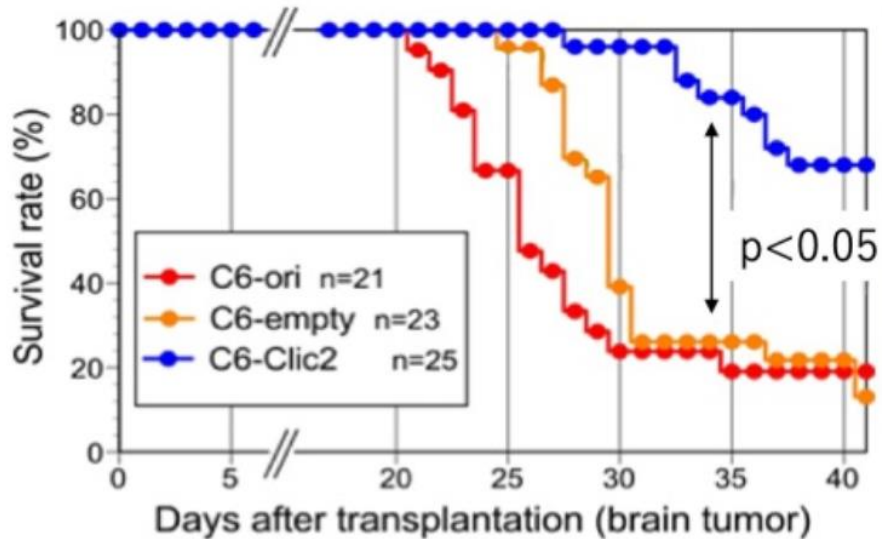 100
80
60
40
20
0
Survival rate (%)
C6-ori n=21
C6-empty n=23
C6-Clic2 n=25
p<0.05
0 5 20 25 30 35 40
Days after transplantation (brain tumor)